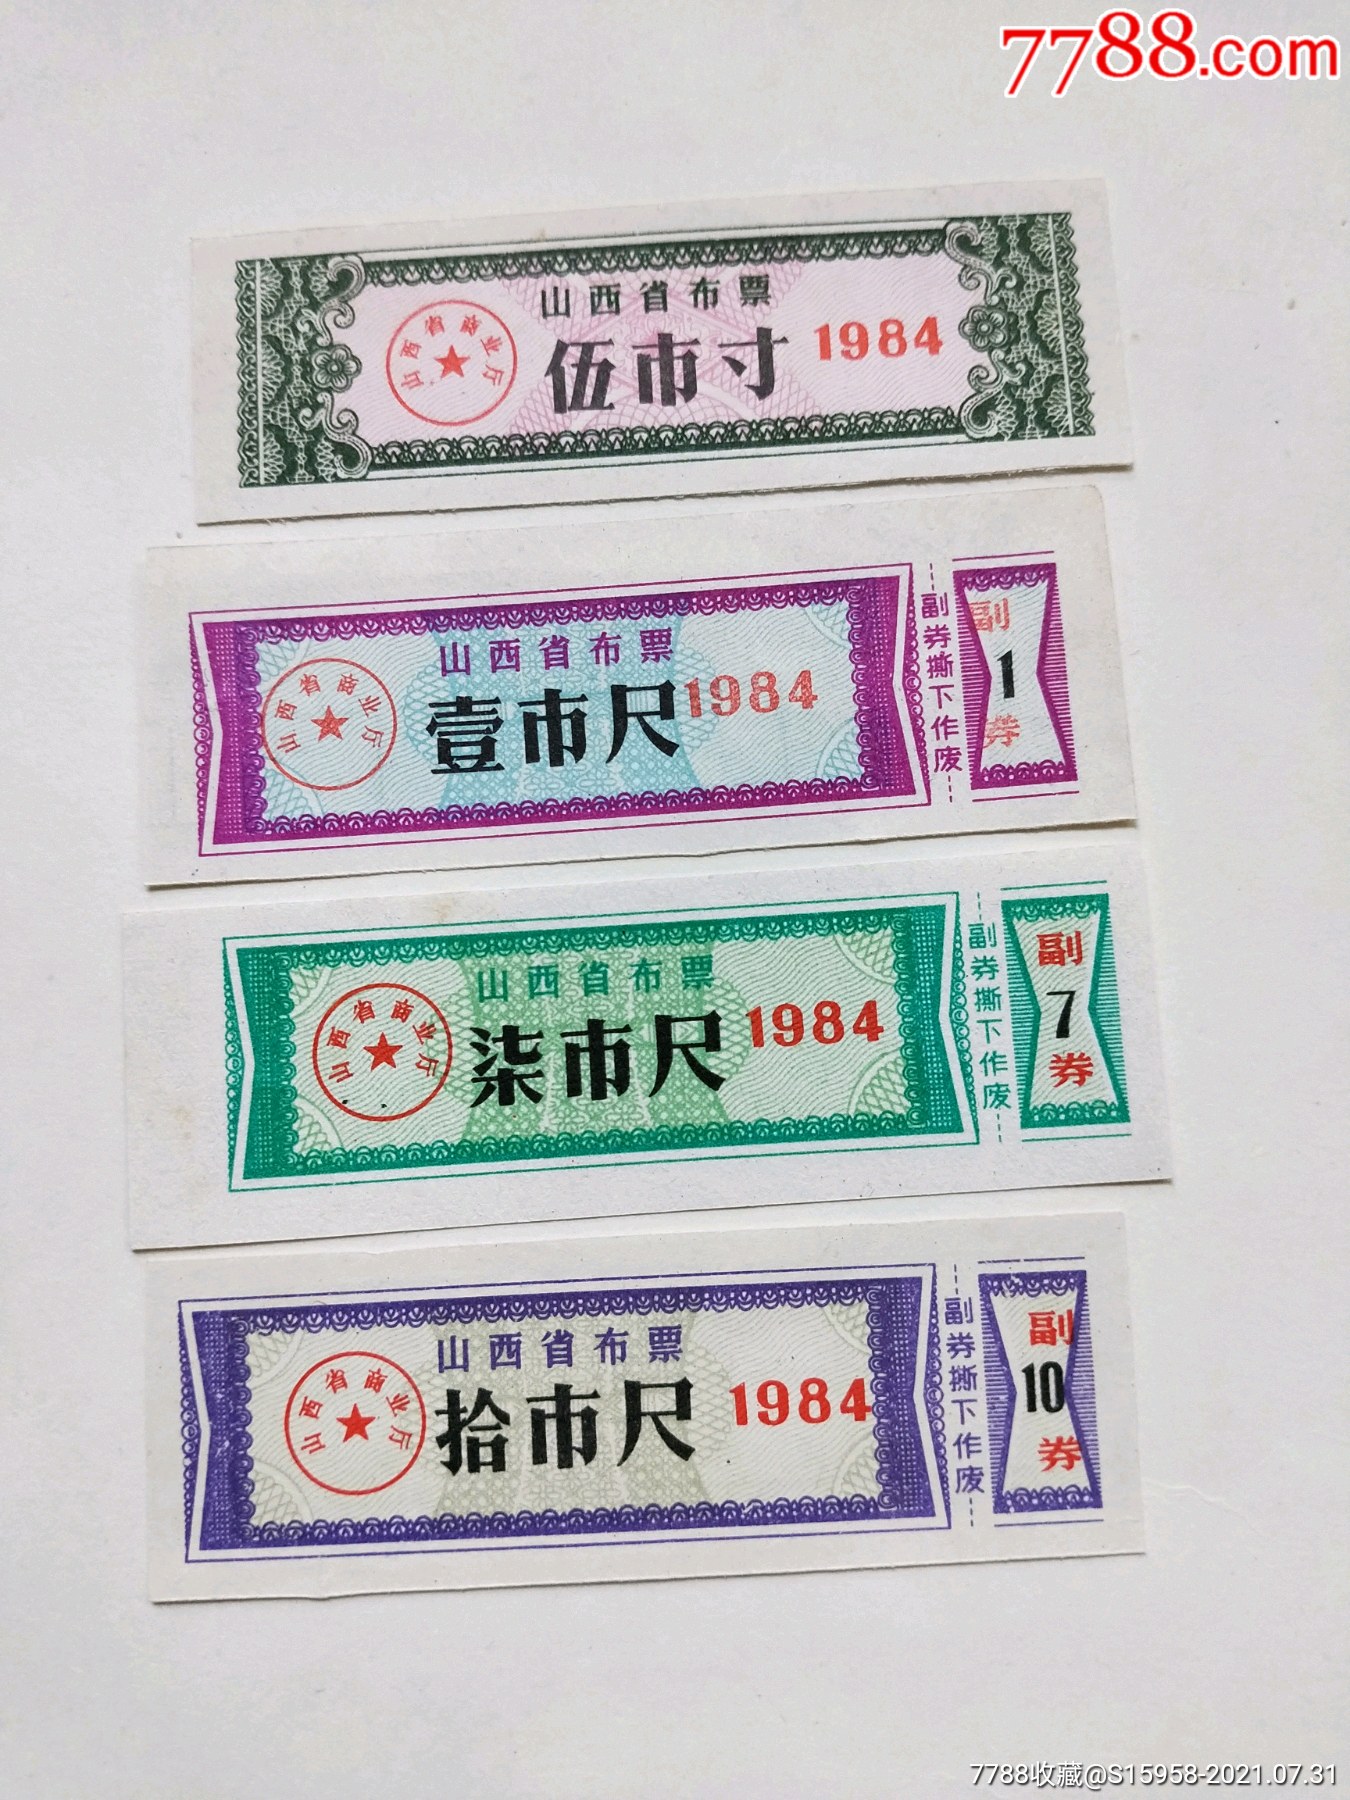 7788.com
山西省布票
山西省商业厅
伍市寸
1984
山西省布票
山西省商业厅
壹市尺
1984
副券撕下作废
副
1
券
山西省布票
山西省商业厅
柒市尺
1984
副券撕下作废
副
7
券
山西省布票
山西省商业厅
拾市尺
1984
副券撕下作废
副
10
券
7788收藏@S15958-2021.07.31